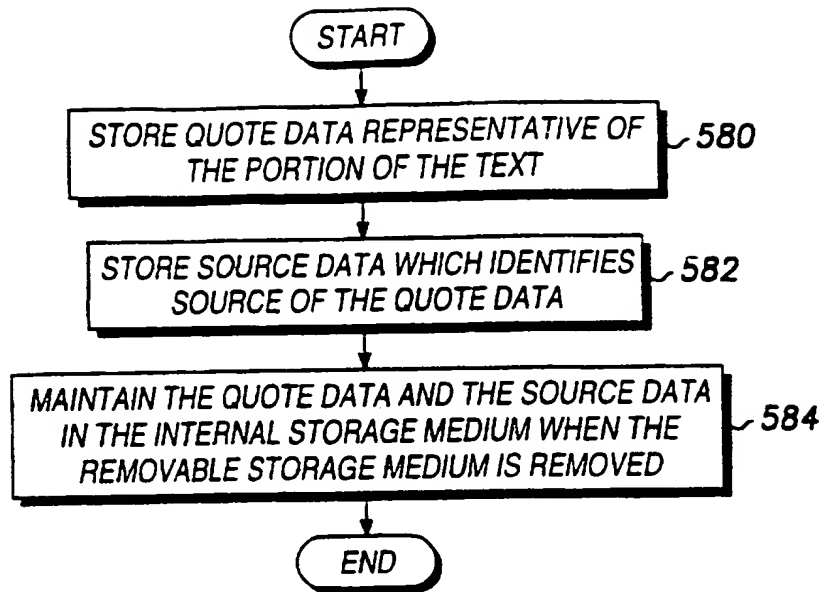 START
STORE QUOTE DATA REPRESENTATIVE OF
THE PORTION OF THE TEXT
580
STORE SOURCE DATA WHICH IDENTIFIES
SOURCE OF THE QUOTE DATA
582
MAINTAIN THE QUOTE DATA AND THE SOURCE DATA
IN THE INTERNAL STORAGE MEDIUM WHEN THE
REMOVABLE STORAGE MEDIUM IS REMOVED
584
END